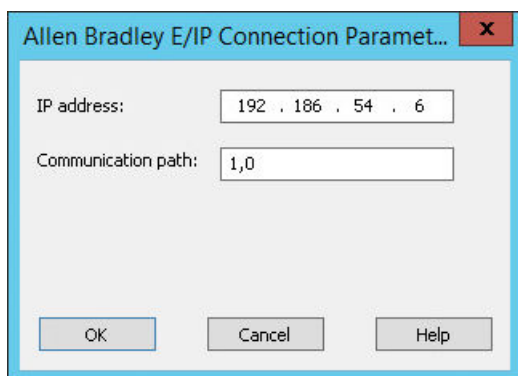 Allen Bradley E/IP Connection Paramet... x
IP address: 192 . 186 . 54 . 6
Communication path: 1,0
OK Cancel Help